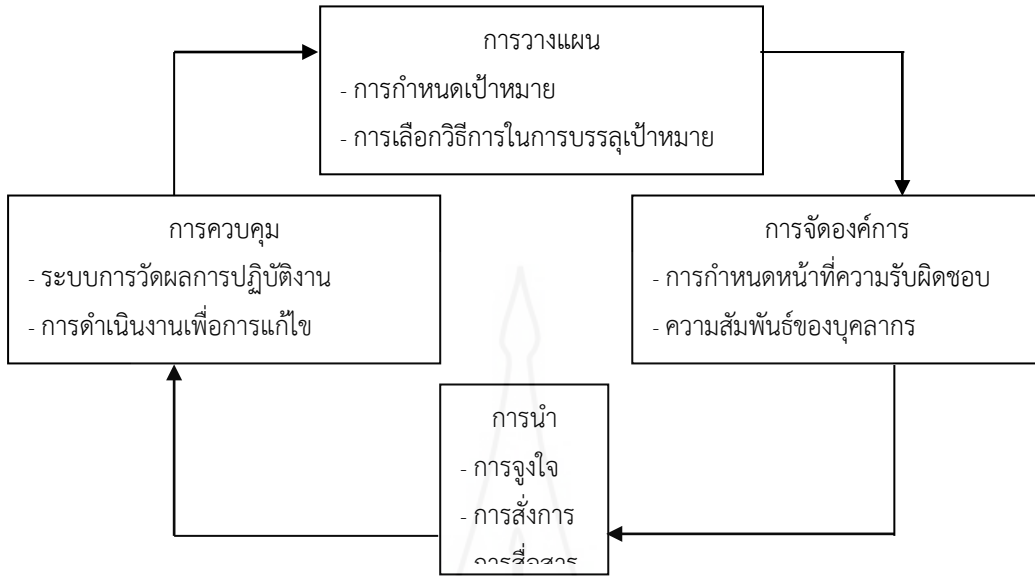 การวางแผน
- การกำหนดเป้าหมาย
- การเลือกวิธีการในการบรรลุเป้าหมาย
การควบคุม
- ระบบการวัดผลการปฏิบัติงาน
- การดำเนินงานเพื่อการแก้ไข
การจัดองค์การ
- การกำหนดหน้าที่ความรับผิดชอบ
- ความสัมพันธ์ของบุคลากร
การนำ
- การจูงใจ
- การสั่งการ
- การสื่อสาร